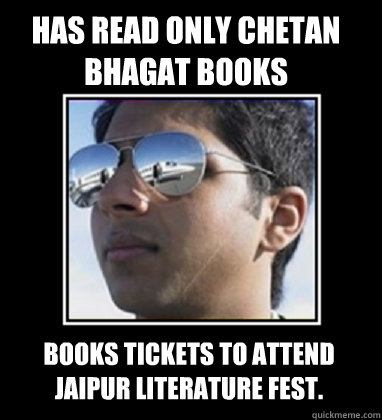 HAS READ ONLY CHETAN
BHAGAT BOOKS
BOOKS TICKETS TO ATTEND
JAIPUR LITERATURE FEST.
quickmeme.com